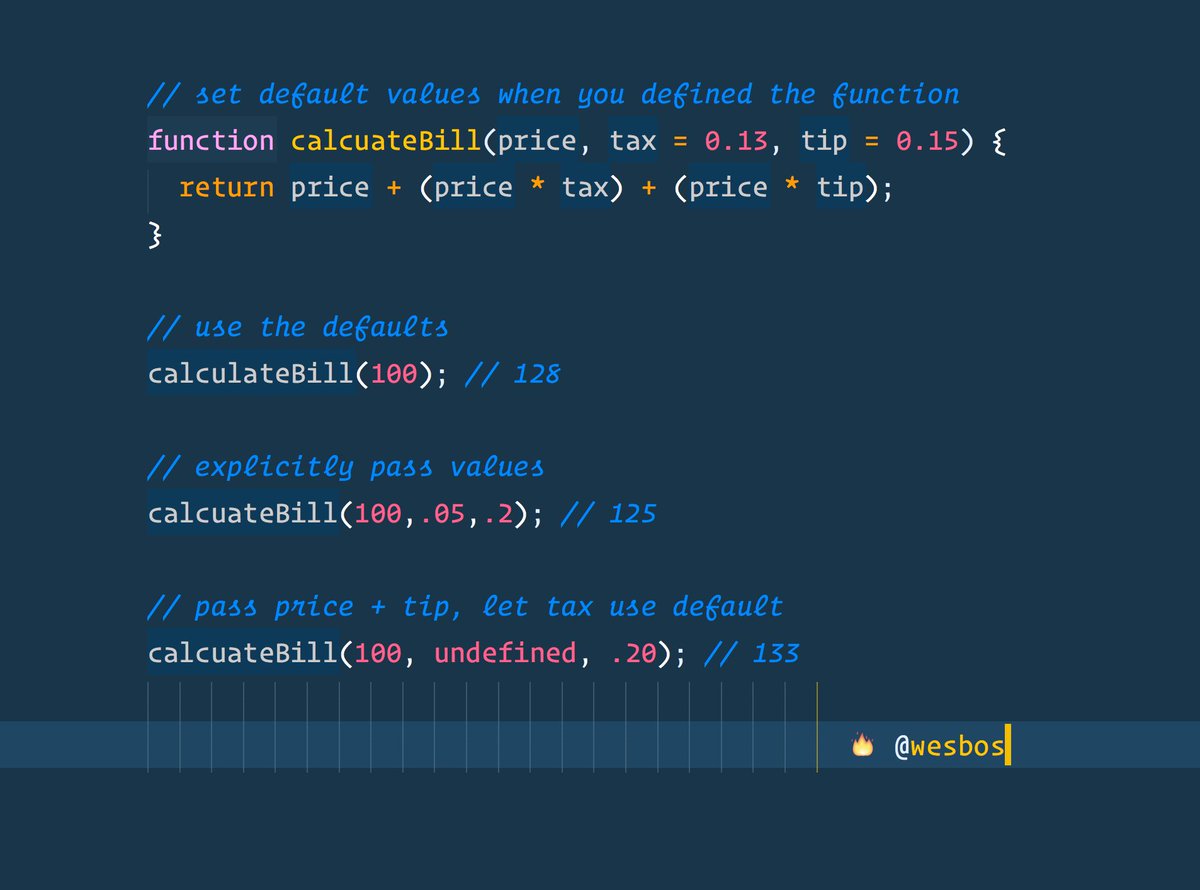 // set default values when you defined the function
function calcuateBill(price, tax = 0.13, tip = 0.15) {
  return price + (price * tax) + (price * tip);
}
// use the defaults
calculateBill(100); // 128
// explicitly pass values
calcuateBill(100,.05,.2); // 125
// pass price + tip, let tax use default
calcuateBill(100, undefined, .20); // 133
🔥 @wesbos